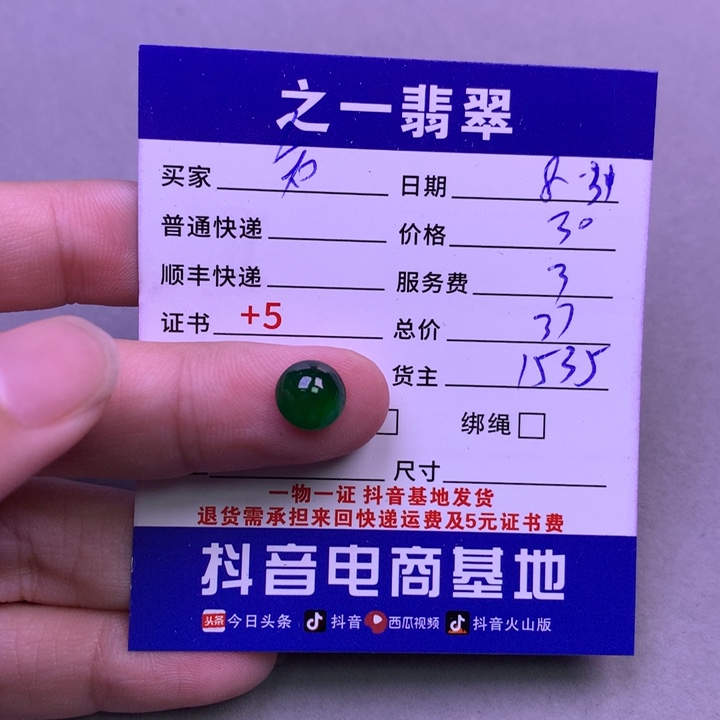 之一翡翠
买家 日期 8.31
普通快递 价格 30
顺丰快递 服务费 3
证书 +5 总价 37
货主 1535
绑绳
尺寸
一物一证 抖音基地发货
退货需承担来回快递运费及5元证书费
抖音电商基地
头条 今日头条 抖音 西瓜视频 抖音火山版